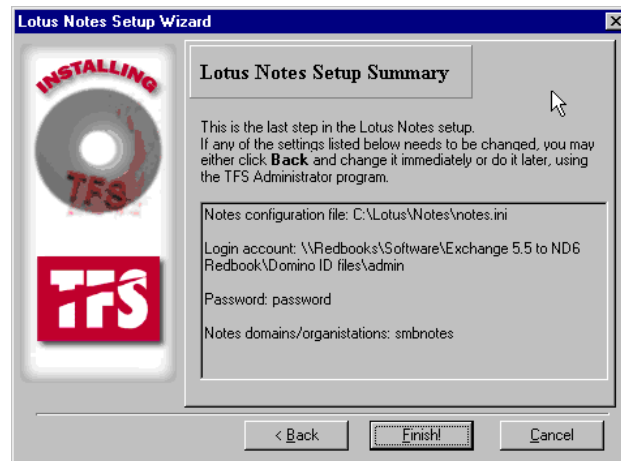 Lotus Notes Setup Wizard
INSTALLING
TFS
TFS
Lotus Notes Setup Summary
This is the last step in the Lotus Notes setup.
If any of the settings listed below needs to be changed, you may
either click Back and change it immediately or do it later, using
the TFS Administrator program.
Notes configuration file: C:\Lotus\Notes\notes.ini
Login account: \\Redbooks\Software\Exchange 5.5 to ND6
Redbook\Domino ID files\admin
Password: password
Notes domains/organistations: smbnotes
< Back
Finish!
Cancel